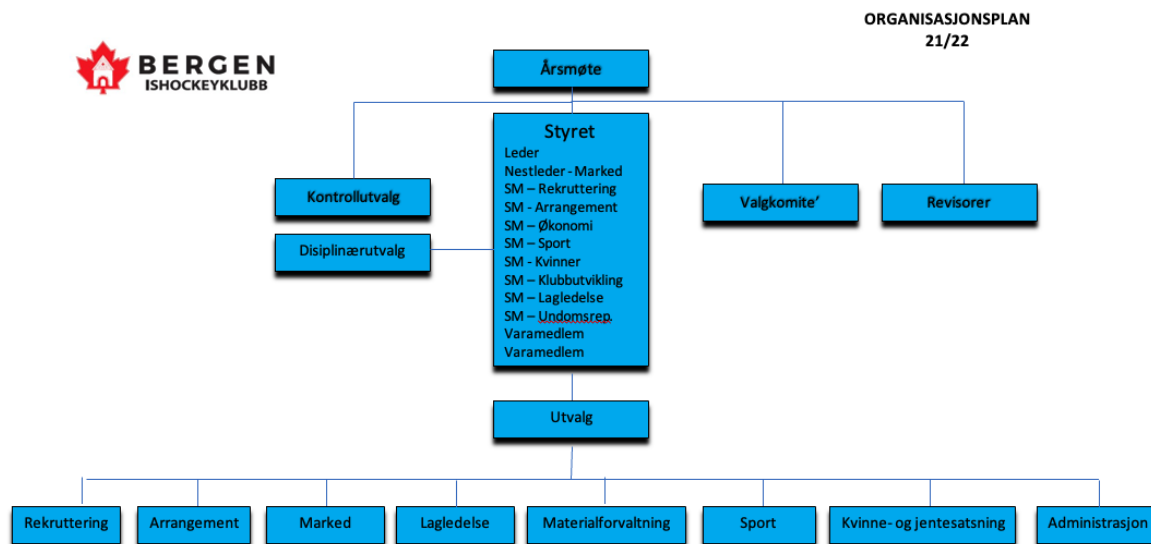 ORGANISASJONSPLAN
21/22
BERGEN
ISHOCKEYKLUBB
Årsmøte
Styret
Leder
Nestleder - Marked
SM – Rekruttering
SM - Arrangement
SM – Økonomi
SM – Sport
SM - Kvinner
SM – Klubbutvikling
SM – Lagledelse
SM – Undomsrep.
Varamedlem
Varamedlem
Kontrollutvalg
Disiplinærutvalg
Valgkomite’
Revisorer
Utvalg
Rekruttering
Arrangement
Marked
Lagledelse
Materialforvaltning
Sport
Kvinne- og jentesatsning
Administrasjon